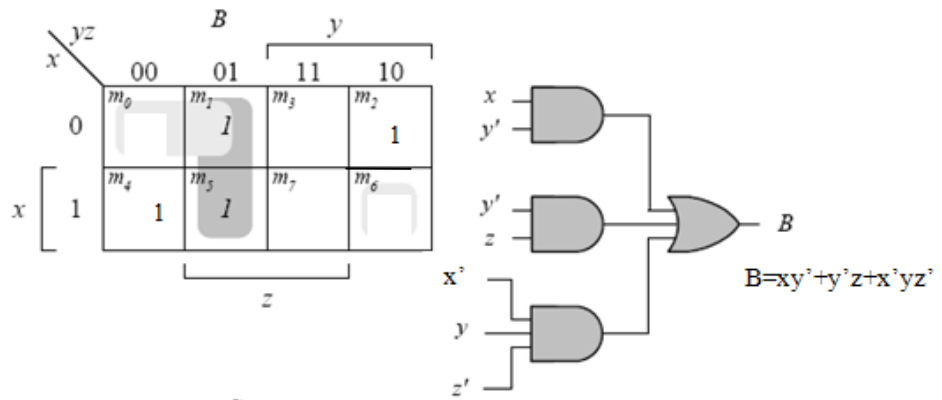 B
yz
y
x
00 01 11 10
m0 m1 m3 m2
0 1 1
m4 m5 m7 m6
x 1 1 1
z
x
y'
y'
z
B
x’
B=xy’+y’z+x’yz’
y
z'